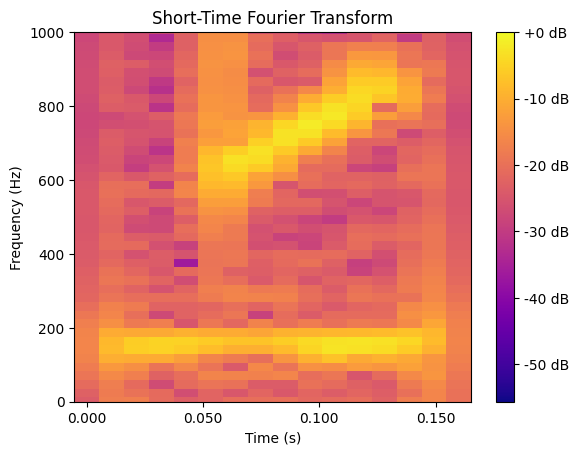 Short-Time Fourier Transform
1000
800
600
400
200
0
Frequency (Hz)
0.000
0.050
0.100
0.150
Time (s)
+0 dB
-10 dB
-20 dB
-30 dB
-40 dB
-50 dB